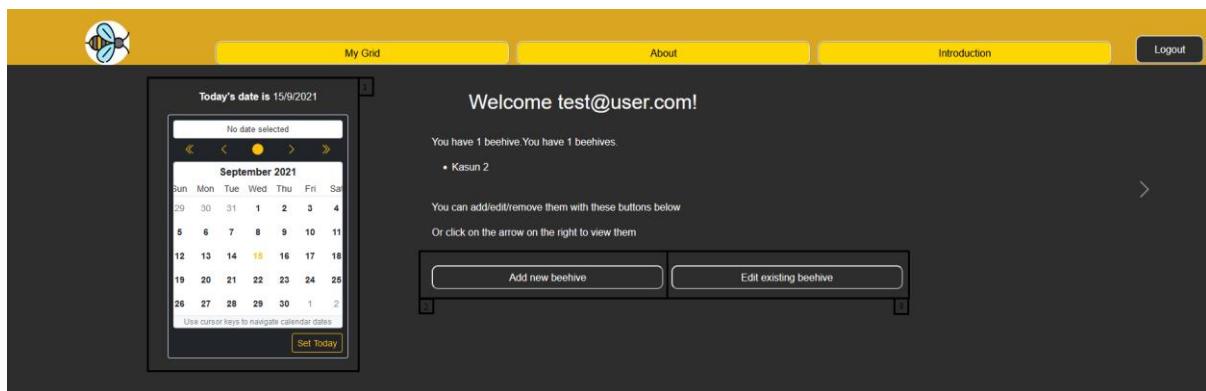 My Grid
About
Introduction
Logout
Today's date is 15/9/2021
No date selected
September 2021
Sun Mon Tue Wed Thu Fri Sat
29 30 31 1 2 3 4
5 6 7 8 9 10 11
12 13 14 15 16 17 18
19 20 21 22 23 24 25
26 27 28 29 30 1 2
Use cursor keys to navigate calendar dates
Set Today
Welcome test@user.com!
You have 1 beehive.You have 1 beehives.
• Kasun 2
You can add/edit/remove them with these buttons below
Or click on the arrow on the right to view them
Add new beehive
Edit existing beehive